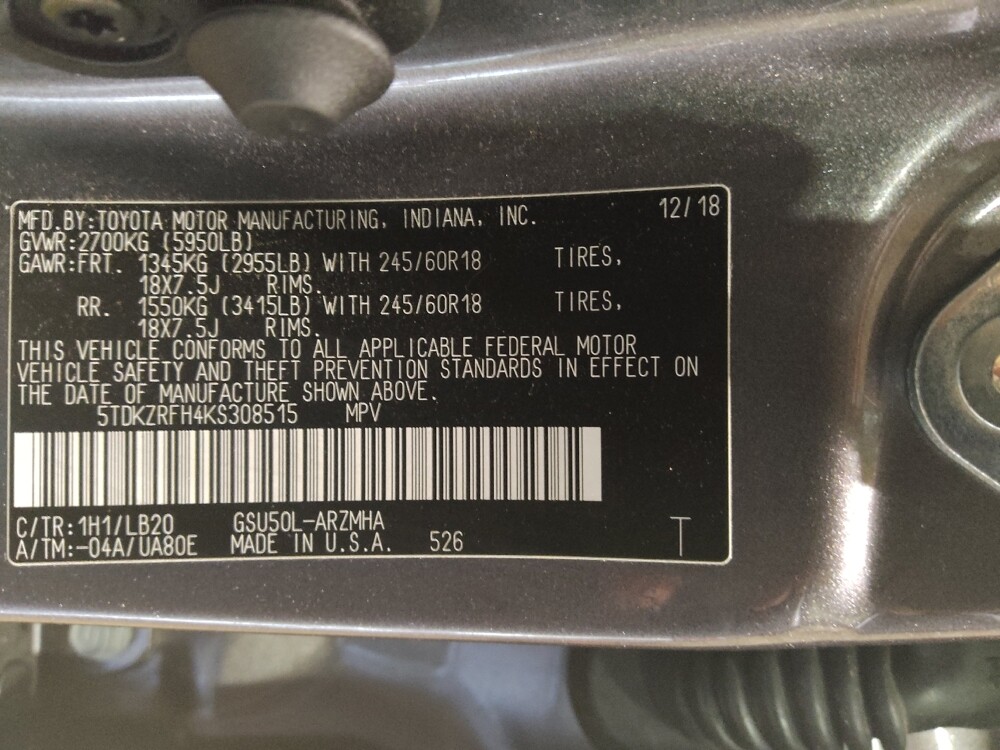 MFD.BY:TOYOTA MOTOR MANUFACTURING, INDIANA, INC. 12/18
GVWR:2700KG (5950LB)
GAWR:FRT. 1345KG (2955LB) WITH 245/60R18 TIRES,
18X7.5J RIMS.
RR. 1550KG (3415LB) WITH 245/60R18 TIRES,
18X7.5J RIMS.
THIS VEHICLE CONFORMS TO ALL APPLICABLE FEDERAL MOTOR
VEHICLE SAFETY AND THEFT PREVENTION STANDARDS IN EFFECT ON
THE DATE OF MANUFACTURE SHOWN ABOVE.
5TDKZRFH4KS308515 MPV
C/TR:1H1/LB20 GSU50L-ARZMHA
A/TM:-04A/UA80E MADE IN U.S.A. 526 T